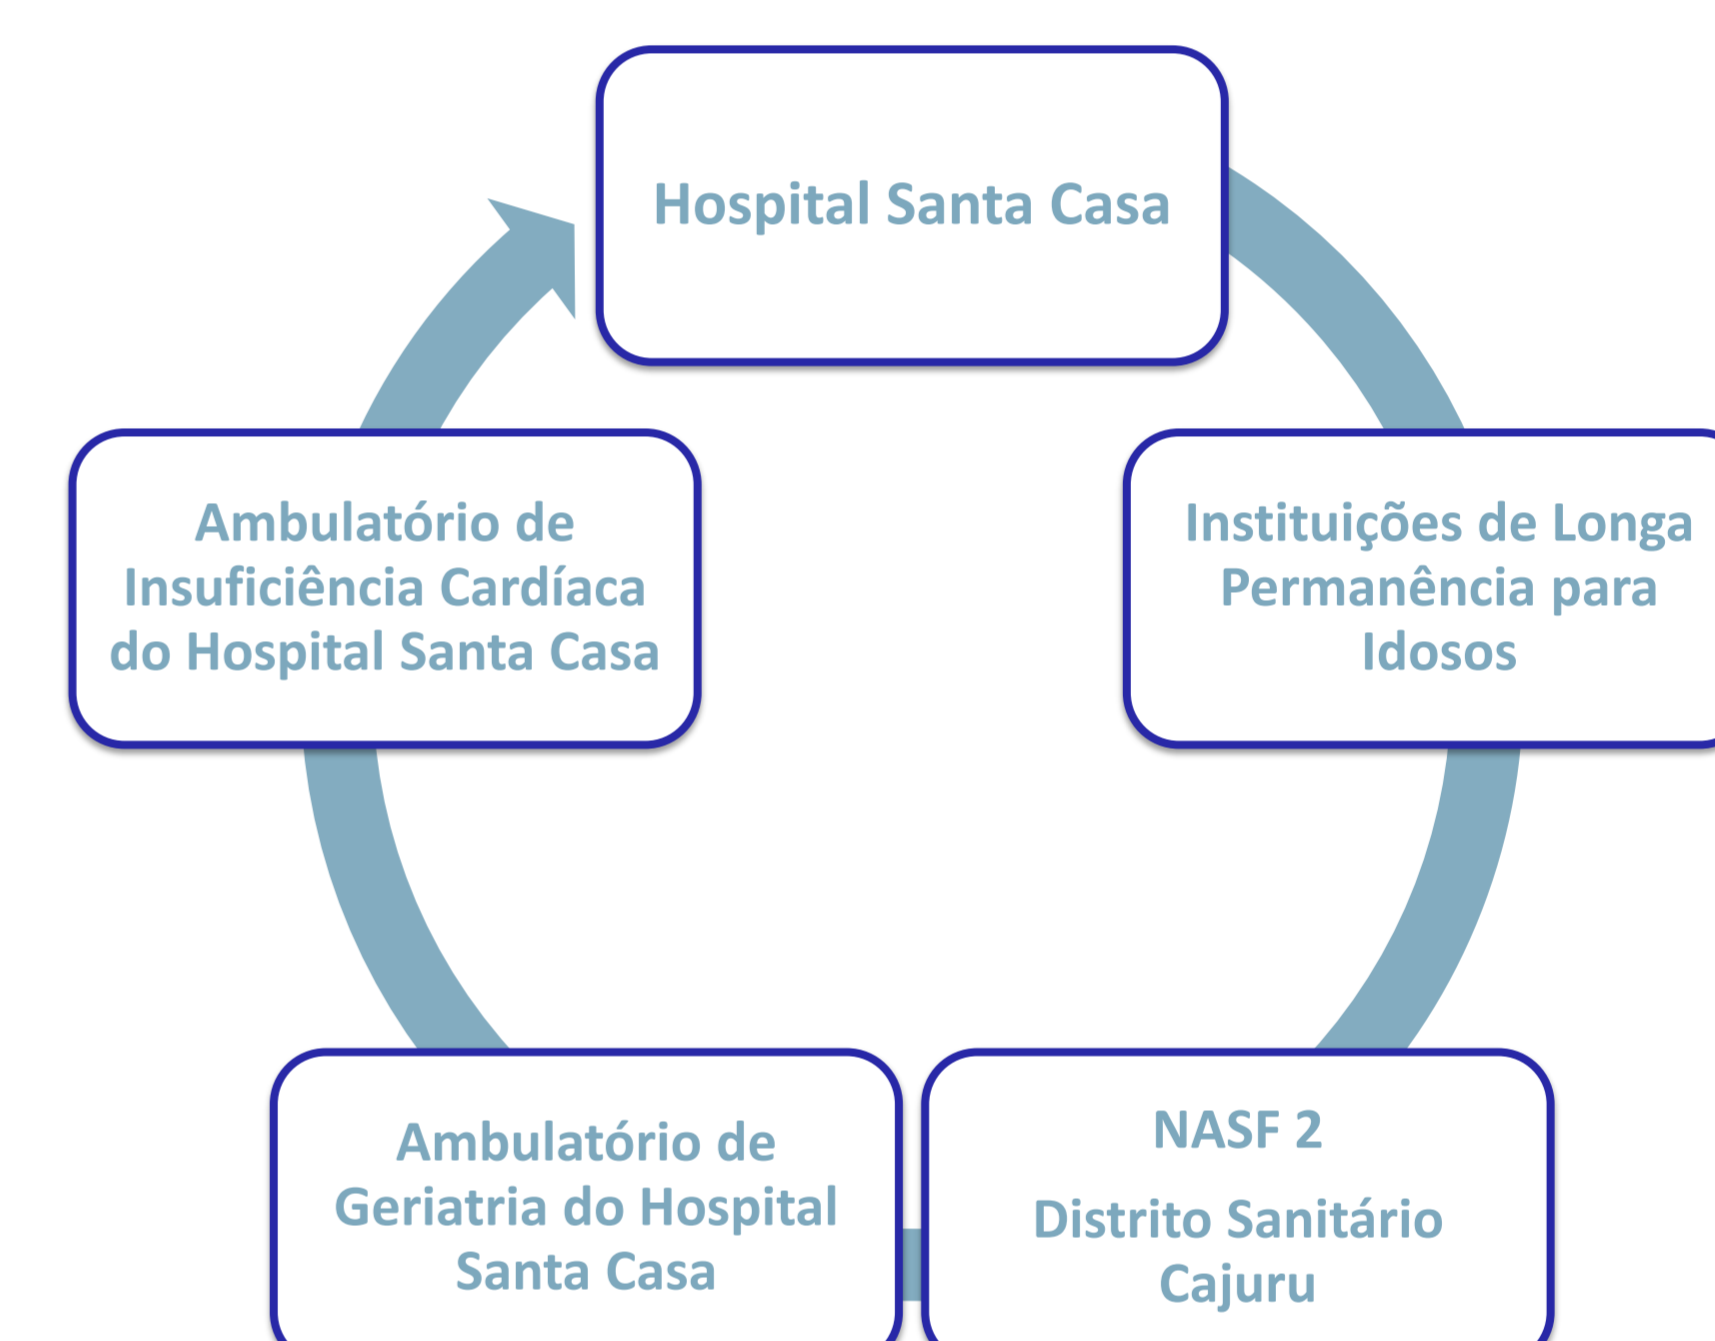 Hospital Santa Casa
Instituições de Longa
Permanência para
Idosos
NASF 2
Distrito Sanitário
Cajuru
Ambulatório de
Geriatria do Hospital
Santa Casa
Ambulatório de
Insuficiência Cardíaca
do Hospital Santa Casa